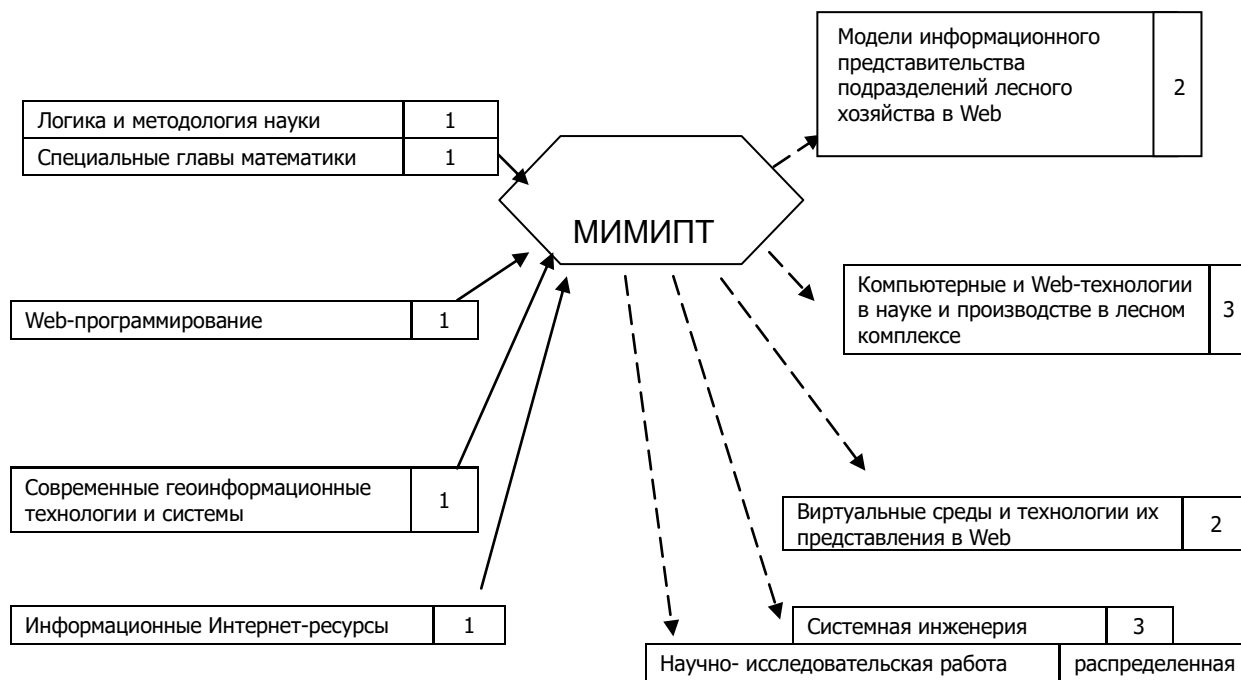 Модели информационного
представительства
подразделений лесного
хозяйства в Web
2
Логика и методология науки 1
Специальные главы математики 1
МИМИПТ
Web-программирование 1
Компьютерные и Web-технологии
в науке и производстве в лесном
комплексе
3
Современные геоинформационные
технологии и системы
1
Виртуальные среды и технологии их
представления в Web
2
Информационные Интернет-ресурсы 1
Системная инженерия 3
Научно- исследовательская работа распределенная